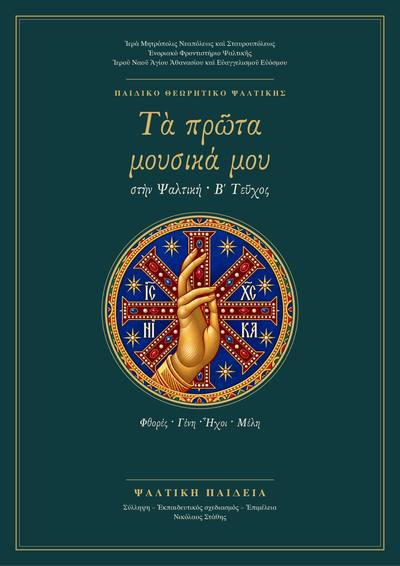 Ἱερὰ Μητρόπολις Νεαπόλεως καὶ Σταυρουπόλεως
Ἐνοριακὸ Φροντιστήριο Ψαλτικῆς
Ἱεροῦ Ναοῦ Ἁγίου Ἀθανασίου καὶ Εὐαγγελισμοῦ Εὐόσμου
ΠΑΙΔΙΚΟ ΘΕΩΡΗΤΙΚΟ ΨΑΛΤΙΚΗΣ
Τὰ πρῶτα
μουσικά μου
στὴν Ψαλτική · Β΄ Τεῦχος
ΙϹ ΧϹ
ΝΙ ΚΑ
Φθορές · Γένη · Ἦχοι · Μέλη
ΨΑΛΤΙΚΗ ΠΑΙΔΕΙΑ
Σύλληψη – Ἐκπαιδευτικὸς σχεδιασμός – Ἐπιμέλεια
Νικόλαος Στάθης